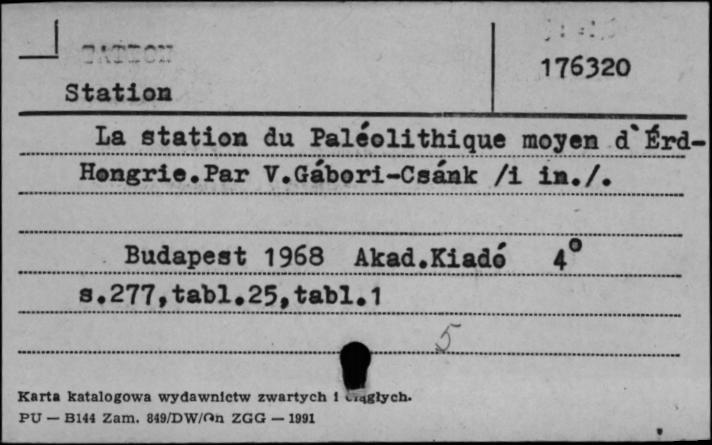 TATION
176320
Station
La station du Paléolithique moyen d`Érd-
Hongrie.Par V.Gábori-Csánk /i in./.
Budapest 1968 Akad.Kiadó 4°
s.277,tabl.25,tabl.1
5
Karta katalogowa wydawnictw zwartych i ciągłych.
PU — B144 Zam. 849/DW/On ZGG — 1991